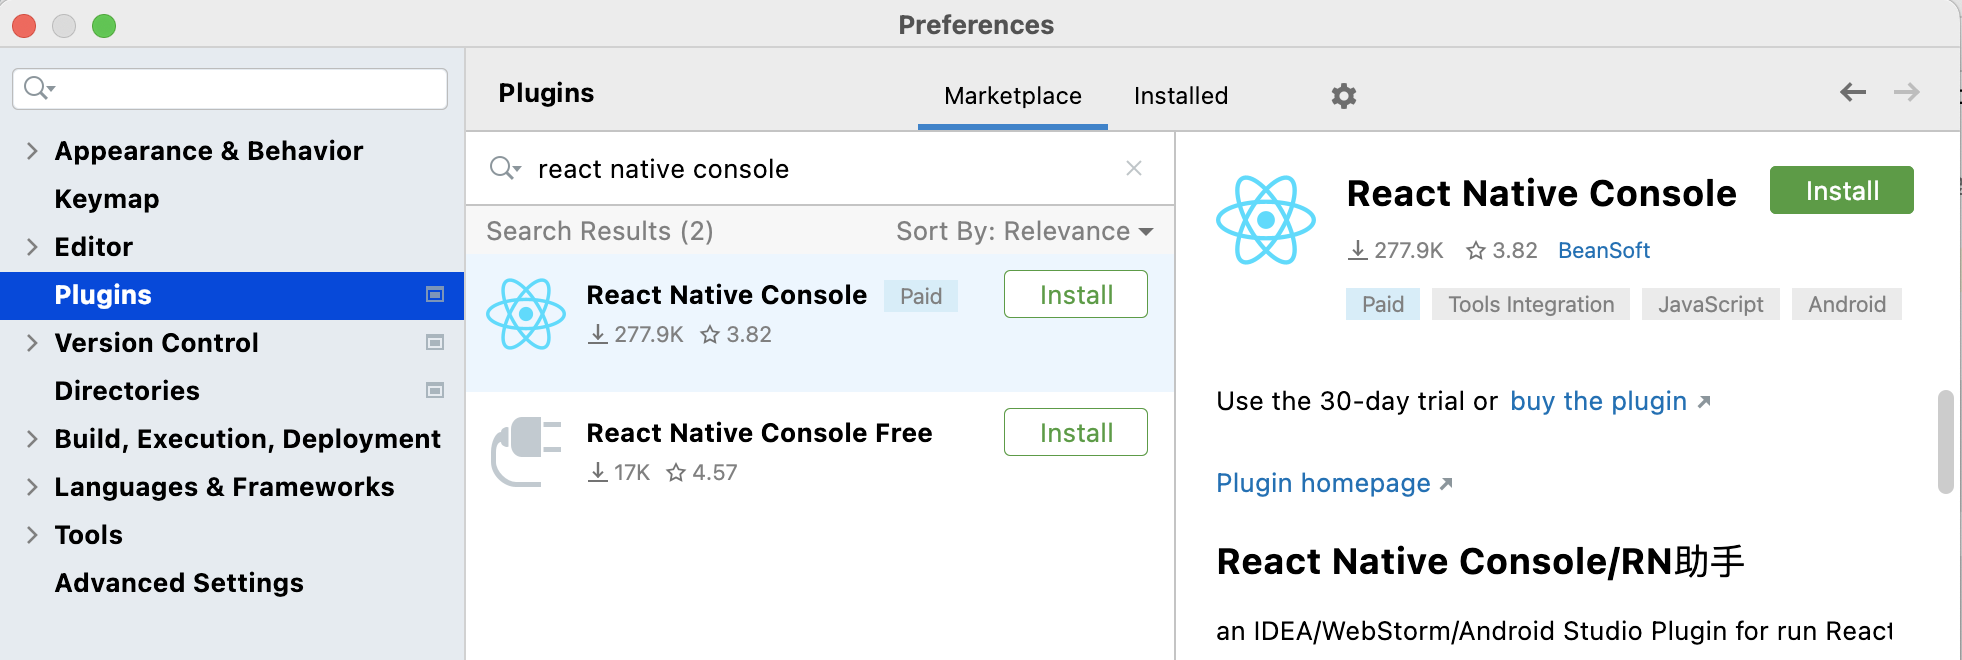 Preferences
Appearance & Behavior
Keymap
Editor
Plugins
Version Control
Directories
Build, Execution, Deployment
Languages & Frameworks
Tools
Advanced Settings
Plugins
Marketplace
Installed
react native console
Search Results (2)
Sort By: Relevance
React Native Console
Paid
Install
277.9K
3.82
React Native Console Free
Install
17K
4.57
React Native Console
Install
277.9K
3.82
BeanSoft
Paid
Tools Integration
JavaScript
Android
Use the 30-day trial or buy the plugin
Plugin homepage
React Native Console/RN助手
an IDEA/WebStorm/Android Studio Plugin for run React